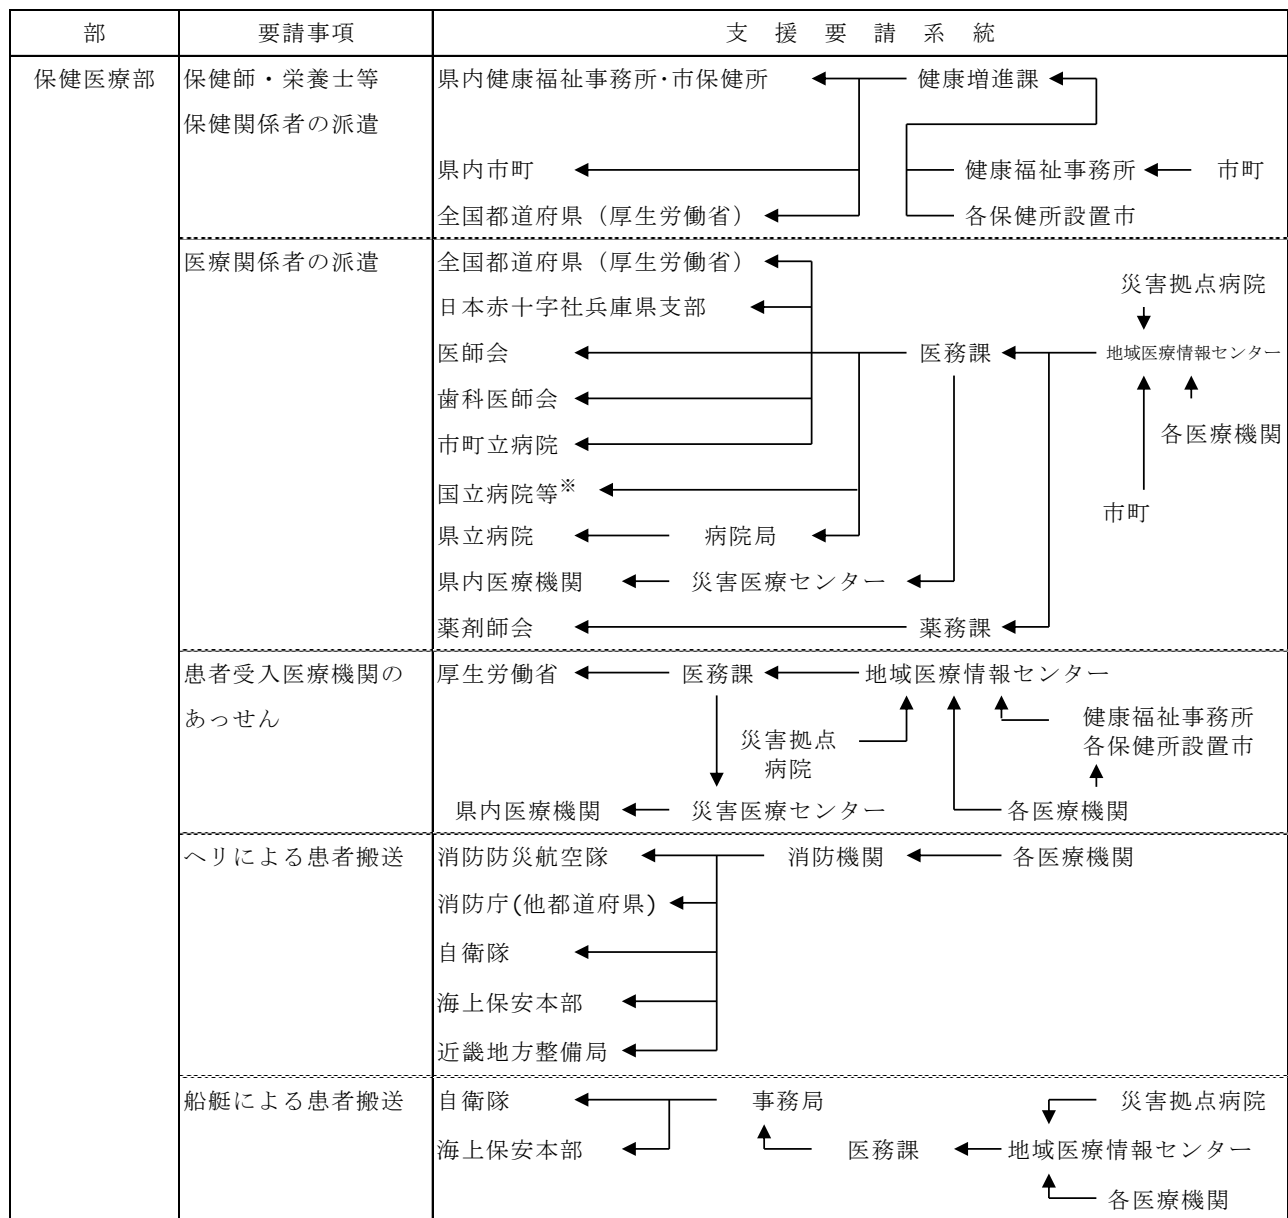 部 要請事項 支援要請系統
保健医療部 保健師・栄養士等 県内健康福祉事務所・市保健所 健康増進課
保健関係者の派遣
県内市町 健康福祉事務所 市町
全国都道府県（厚生労働省） 各保健所設置市
医療関係者の派遣 全国都道府県（厚生労働省）
災害拠点病院
日本赤十字社兵庫県支部
医師会 医務課 地域医療情報センター
歯科医師会
各医療機関
市町立病院
国立病院等※
市町
県立病院 病院局
県内医療機関 災害医療センター
薬剤師会 薬務課
患者受入医療機関の 厚生労働省 医務課 地域医療情報センター
あっせん 健康福祉事務所
災害拠点 各保健所設置市
病院
県内医療機関 災害医療センター 各医療機関
ヘリによる患者搬送 消防防災航空隊 消防機関 各医療機関
消防庁(他都道府県)
自衛隊
海上保安本部
近畿地方整備局
船艇による患者搬送 自衛隊 事務局 災害拠点病院
海上保安本部 医務課 地域医療情報センター
各医療機関